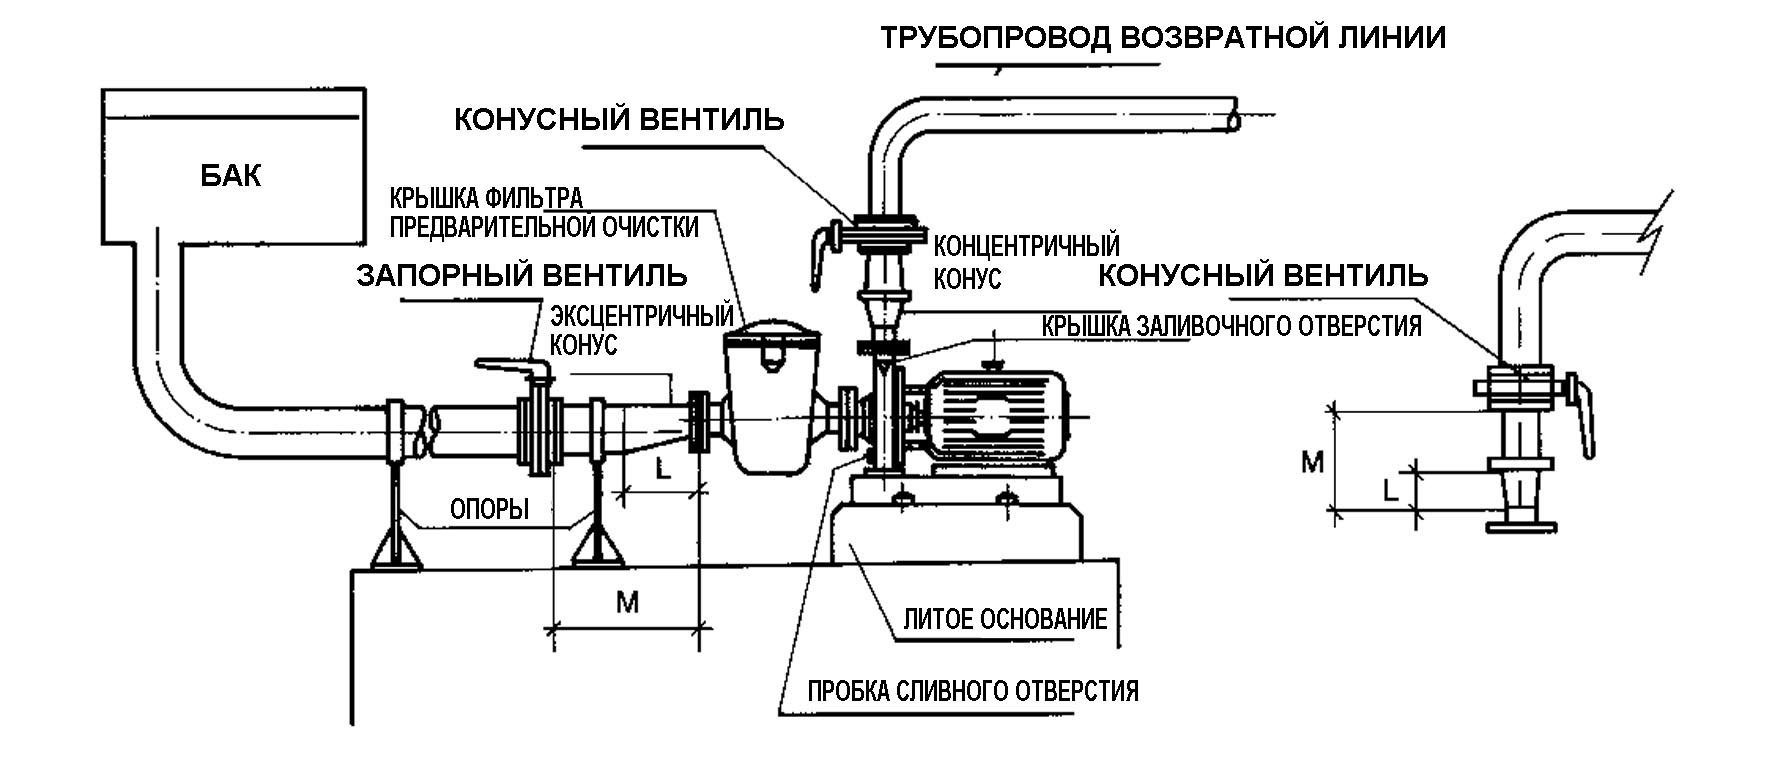 ТРУБОПРОВОД ВОЗВРАТНОЙ ЛИНИИ
КОНУСНЫЙ ВЕНТИЛЬ
БАК
КРЫШКА ФИЛЬТРА
ПРЕДВАРИТЕЛЬНОЙ ОЧИСТКИ
КОНЦЕНТРИЧНЫЙ
КОНУС
ЗАПОРНЫЙ ВЕНТИЛЬ
КОНУСНЫЙ ВЕНТИЛЬ
ЭКСЦЕНТРИЧНЫЙ
КОНУС
КРЫШКА ЗАЛИВОЧНОГО ОТВЕРСТИЯ
L
M
L
ОПОРЫ
M
ЛИТОЕ ОСНОВАНИЕ
ПРОБКА СЛИВНОГО ОТВЕРСТИЯ